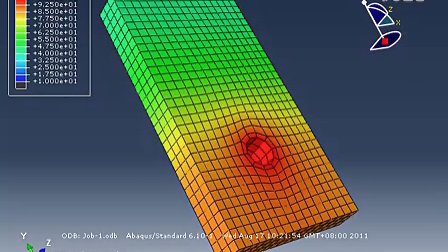 +9.250e+01
+8.500e+01
+7.750e+01
+7.000e+01
+6.250e+01
+5.500e+01
+4.750e+01
+4.000e+01
+3.250e+01
+2.500e+01
+1.750e+01
+1.000e+01
Z
X
ODB: Job-1.odb Abaqus/Standard 6.10-1 Wed Aug 17 10:21:54 GMT+08:00 2011
Y
Z